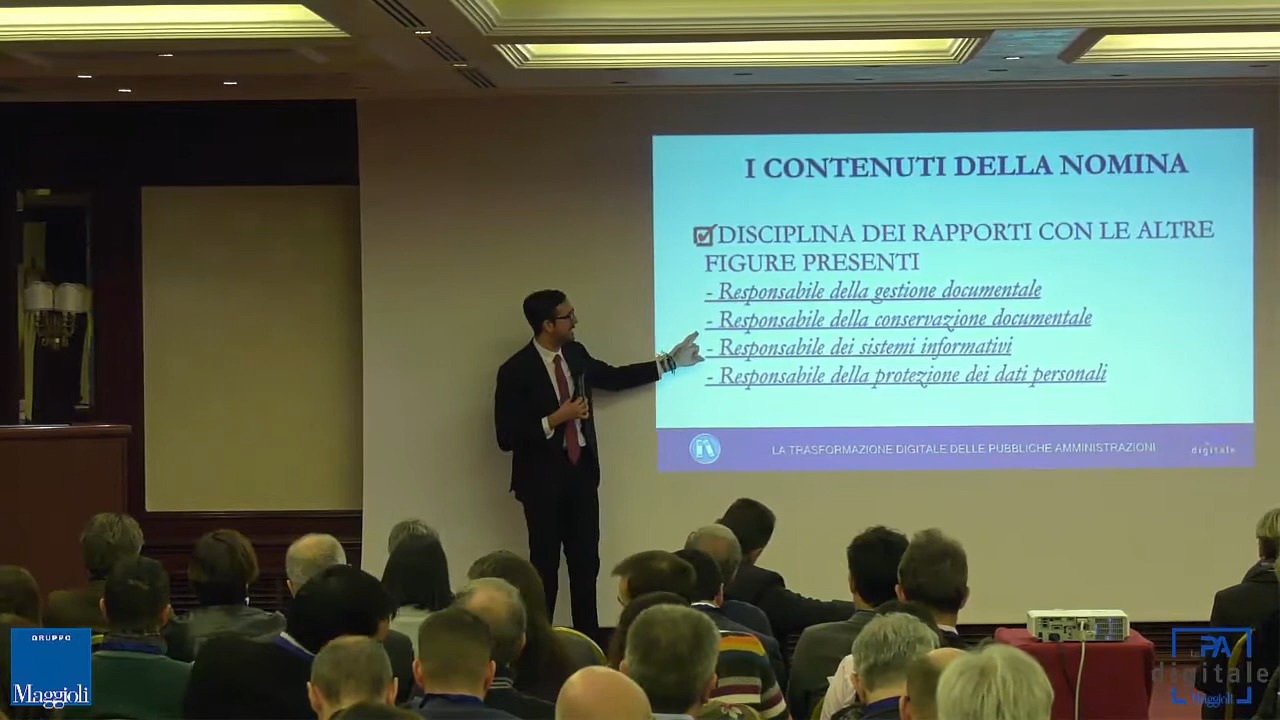 I CONTENUTI DELLA NOMINA
DISCIPLINA DEI RAPPORTI CON LE ALTRE
FIGURE PRESENTI
- Responsabile della gestione documentale
- Responsabile della conservazione documentale
- Responsabile dei sistemi informativi
- Responsabile della protezione dei dati personali
LA TRASFORMAZIONE DIGITALE DELLE PUBBLICHE AMMINISTRAZIONI
digitale
GRUPPO
Maggioli
La PA
digitale
Maggioli